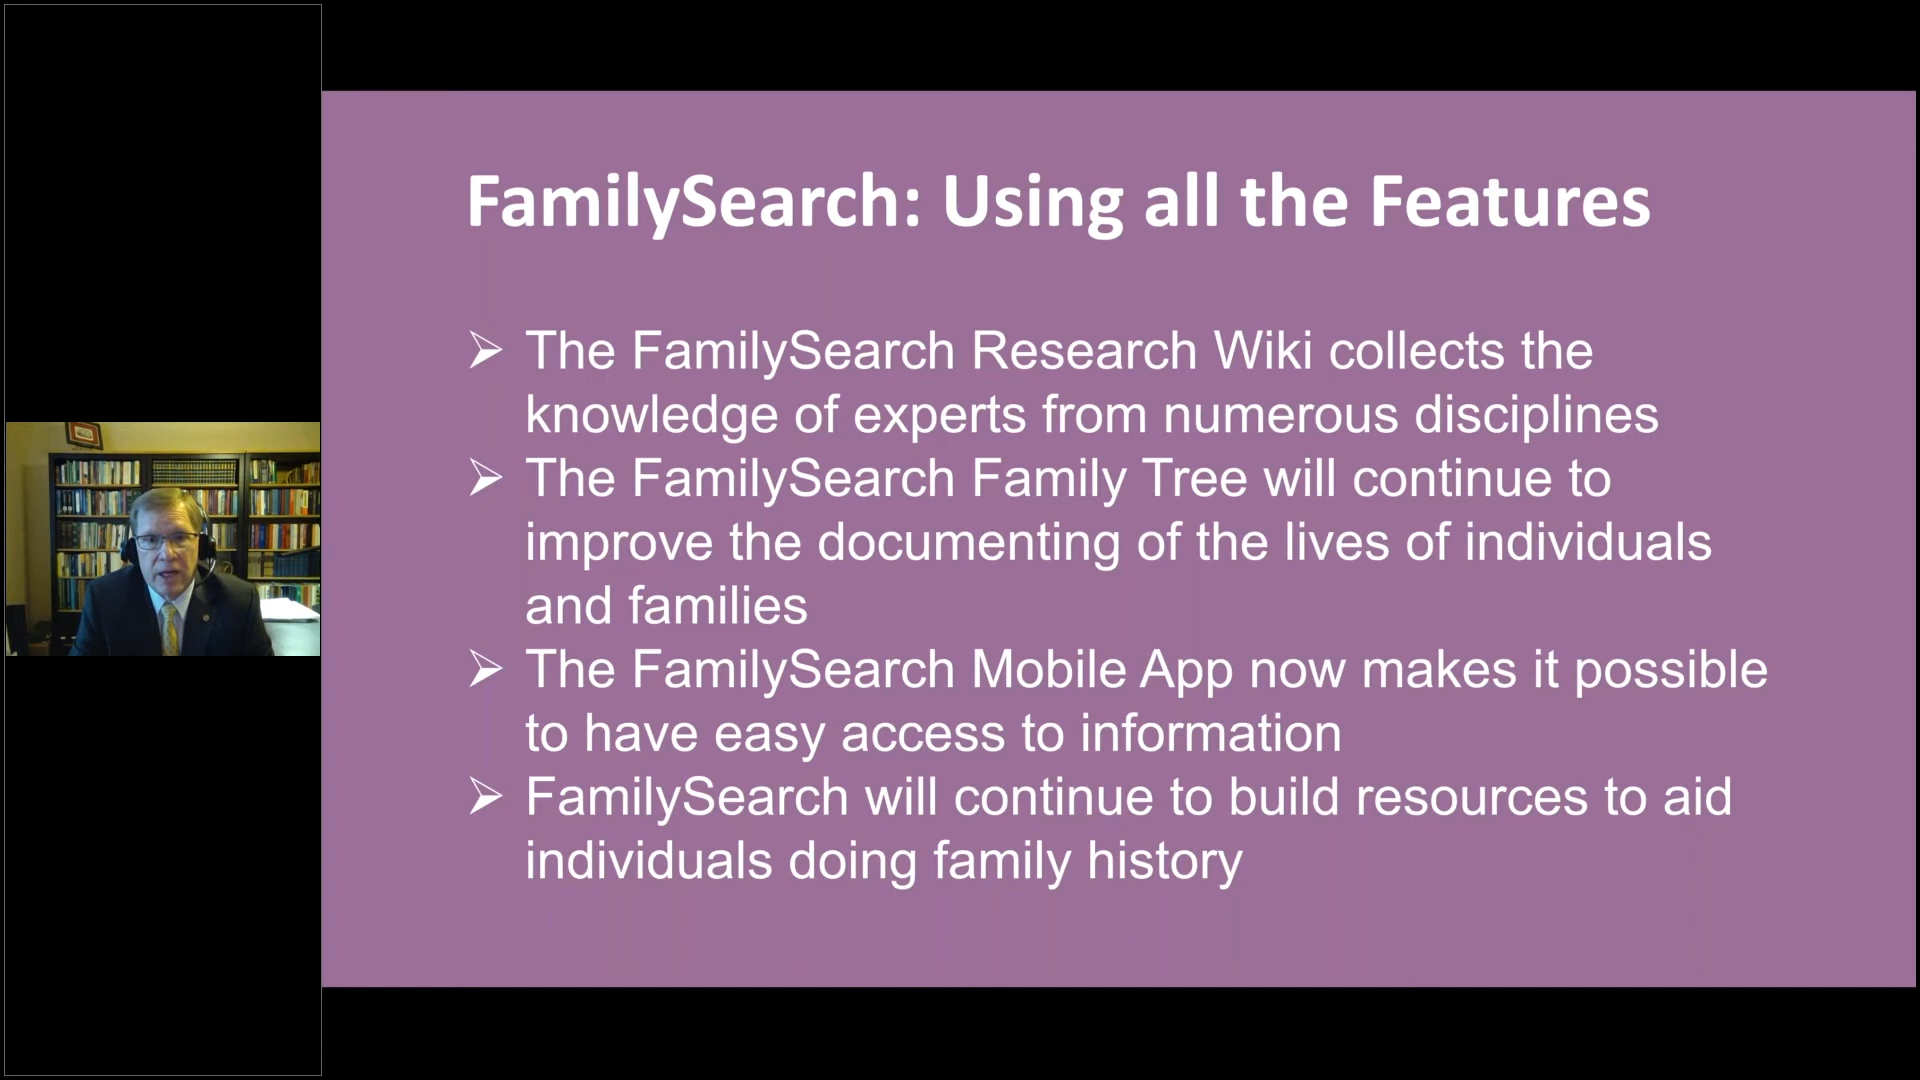 FamilySearch: Using all the Features
➢ The FamilySearch Research Wiki collects the
knowledge of experts from numerous disciplines
➢ The FamilySearch Family Tree will continue to
improve the documenting of the lives of individuals
and families
➢ The FamilySearch Mobile App now makes it possible
to have easy access to information
➢ FamilySearch will continue to build resources to aid
individuals doing family history